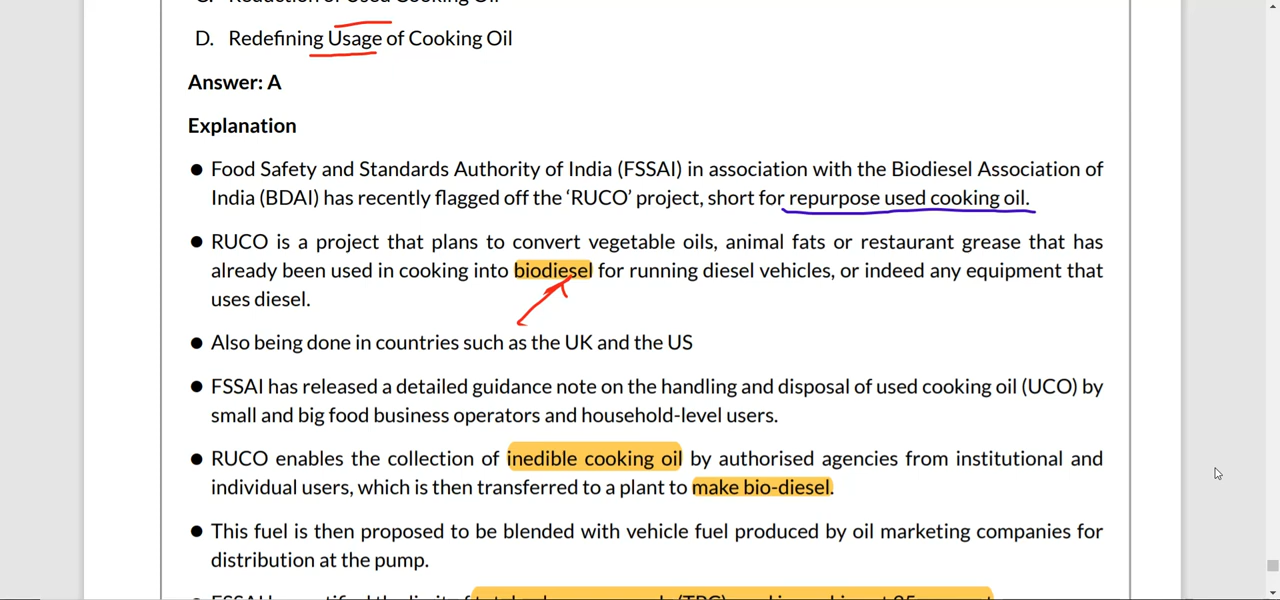 C. Reduction of Used Cooking Oil
D. Redefining Usage of Cooking Oil
Answer: A
Explanation
● Food Safety and Standards Authority of India (FSSAI) in association with the Biodiesel Association of
India (BDAI) has recently flagged off the ‘RUCO’ project, short for repurpose used cooking oil.
● RUCO is a project that plans to convert vegetable oils, animal fats or restaurant grease that has
already been used in cooking into biodiesel for running diesel vehicles, or indeed any equipment that
uses diesel.
● Also being done in countries such as the UK and the US
● FSSAI has released a detailed guidance note on the handling and disposal of used cooking oil (UCO) by
small and big food business operators and household-level users.
● RUCO enables the collection of inedible cooking oil by authorised agencies from institutional and
individual users, which is then transferred to a plant to make bio-diesel.
● This fuel is then proposed to be blended with vehicle fuel produced by oil marketing companies for
distribution at the pump.